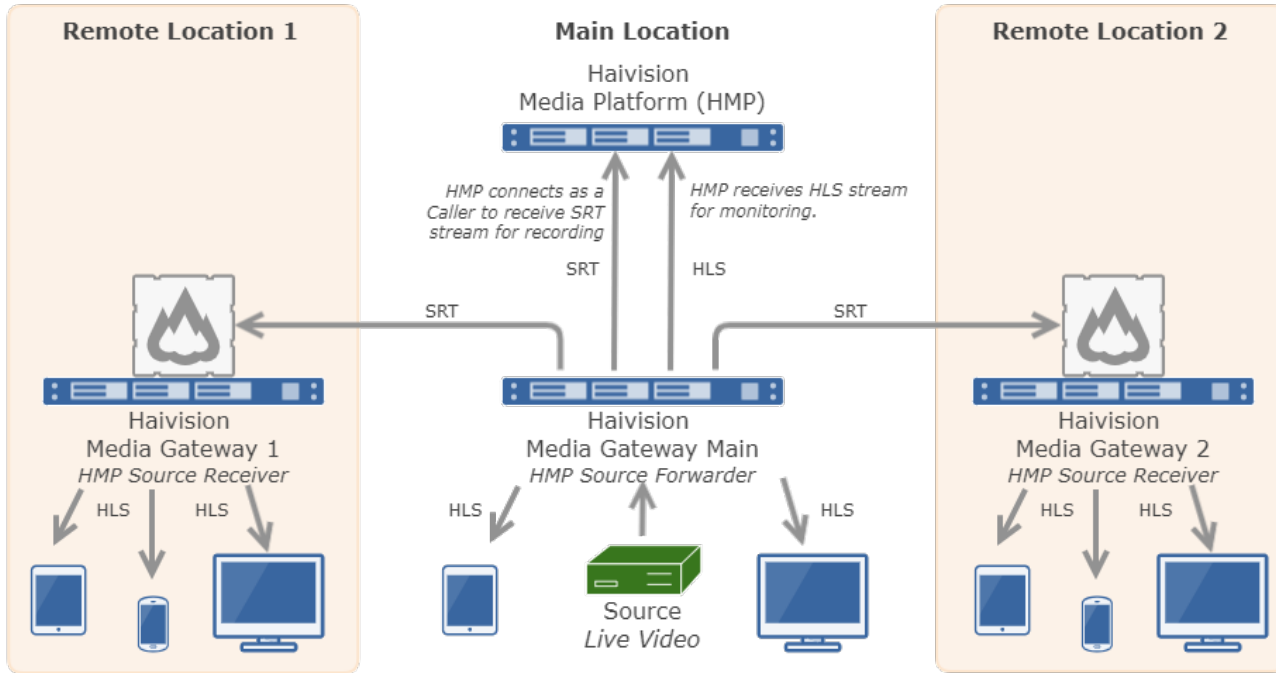 Remote Location 1
Main Location
Remote Location 2
Haivision
Media Platform (HMP)
HMP connects as a
Caller to receive SRT
stream for recording
HMP receives HLS stream
for monitoring.
SRT
HLS
SRT
SRT
Haivision
Media Gateway 1
HMP Source Receiver
Haivision
Media Gateway Main
HMP Source Forwarder
Haivision
Media Gateway 2
HMP Source Receiver
HLS
HLS
HLS
HLS
HLS
HLS
Source
Live Video